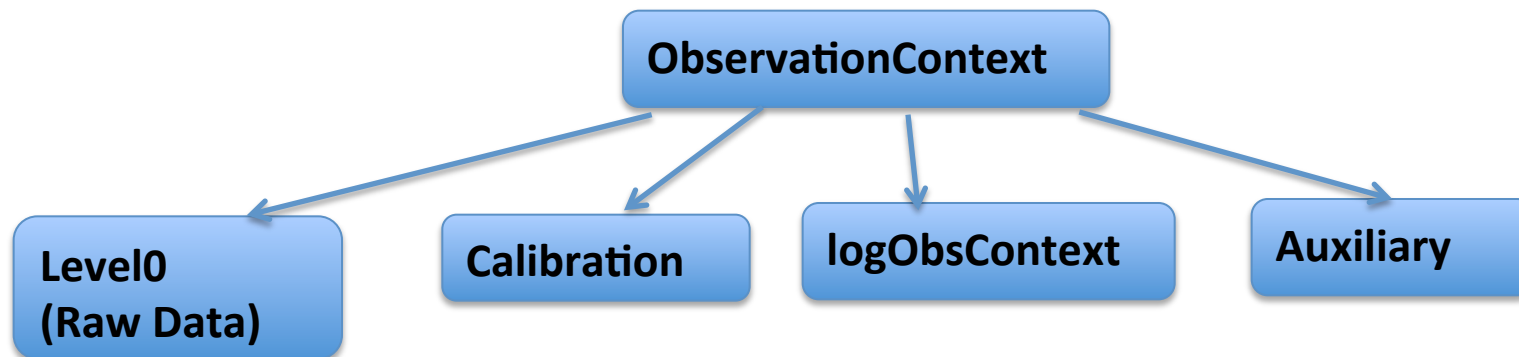 ObservationContext
Level0
(Raw Data)
Calibration
logObsContext
Auxiliary